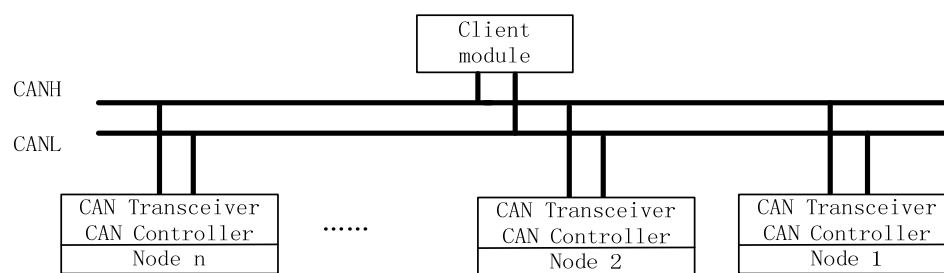 Client
module
CANH
CANL
CAN Transceiver
CAN Controller
Node n
……
CAN Transceiver
CAN Controller
Node 2
CAN Transceiver
CAN Controller
Node 1